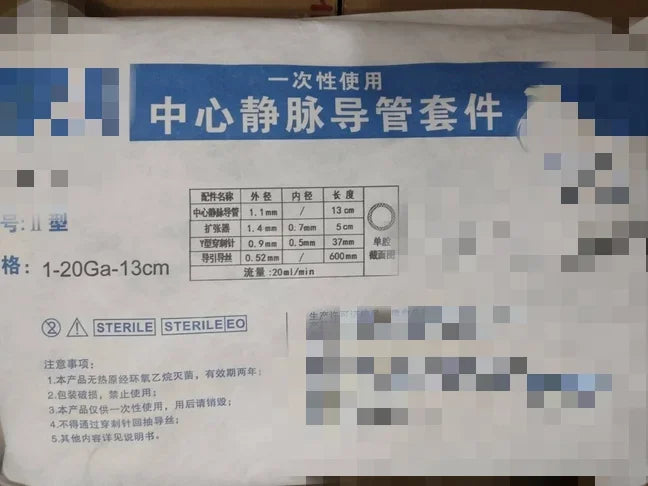 一次性使用
中心静脉导管套件
号: II 型
格: 1-20Ga-13cm
配件名称 外径 内径 长度
中心静脉导管 1.1mm / 13cm
扩张器 1.4mm 0.7mm 5cm
Y型穿刺针 0.9mm 0.5mm 37mm
导引导丝 0.52mm / 600mm
流量:20ml/min
单腔
截面图
STERILE STERILE EO
生产许可
注意事项:
1.本产品无热原经环氧乙烷灭菌，有效期两年;
2.包装破损，禁止使用;
3.本产品仅供一次性使用，用后请销毁;
4.不得通过穿刺针回抽导丝;
5.其他内容详见说明书。